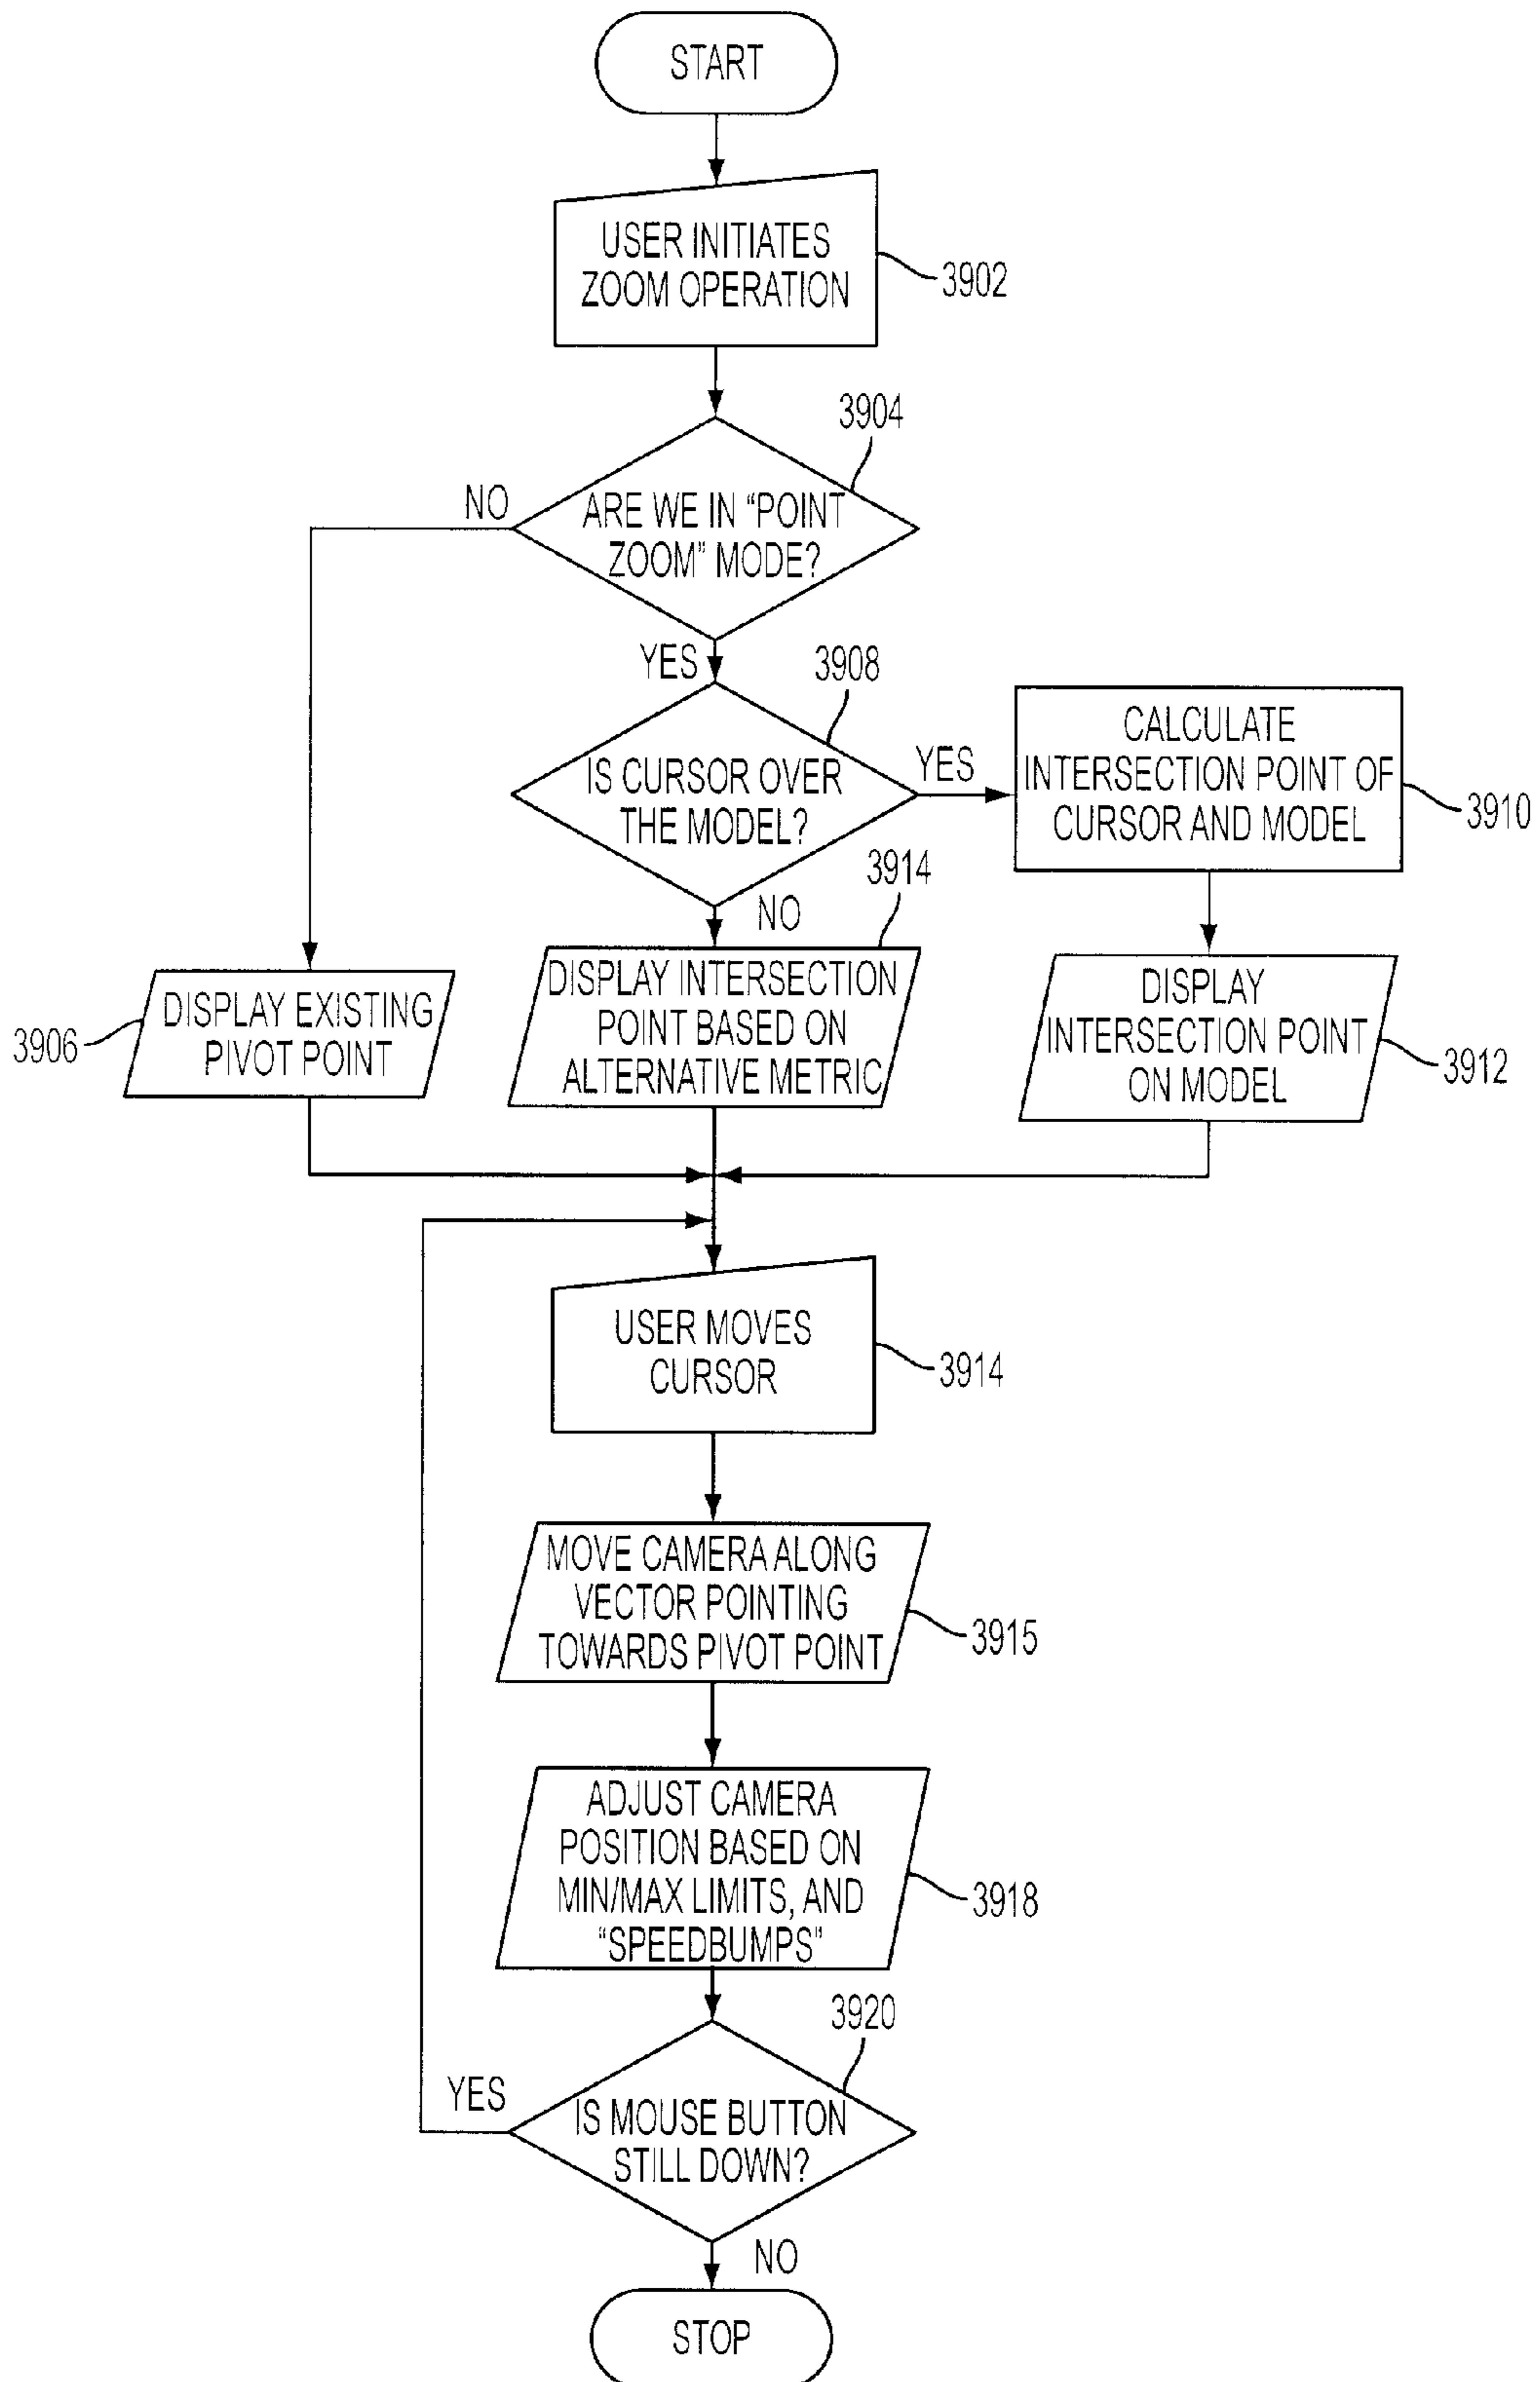 START
USER INITIATES
ZOOM OPERATION
3902
3904
NO
ARE WE IN “POINT
ZOOM” MODE?
YES
3908
IS CURSOR OVER
THE MODEL?
YES
CALCULATE
INTERSECTION POINT OF
CURSOR AND MODEL
3910
NO
3914
DISPLAY EXISTING
PIVOT POINT
3906
DISPLAY INTERSECTION
POINT BASED ON
ALTERNATIVE METRIC
DISPLAY
INTERSECTION POINT
ON MODEL
3912
USER MOVES
CURSOR
3914
MOVE CAMERA ALONG
VECTOR POINTING
TOWARDS PIVOT POINT
3915
ADJUST CAMERA
POSITION BASED ON
MIN/MAX LIMITS, AND
“SPEEDBUMPS”
3918
3920
YES
IS MOUSE BUTTON
STILL DOWN?
NO
STOP